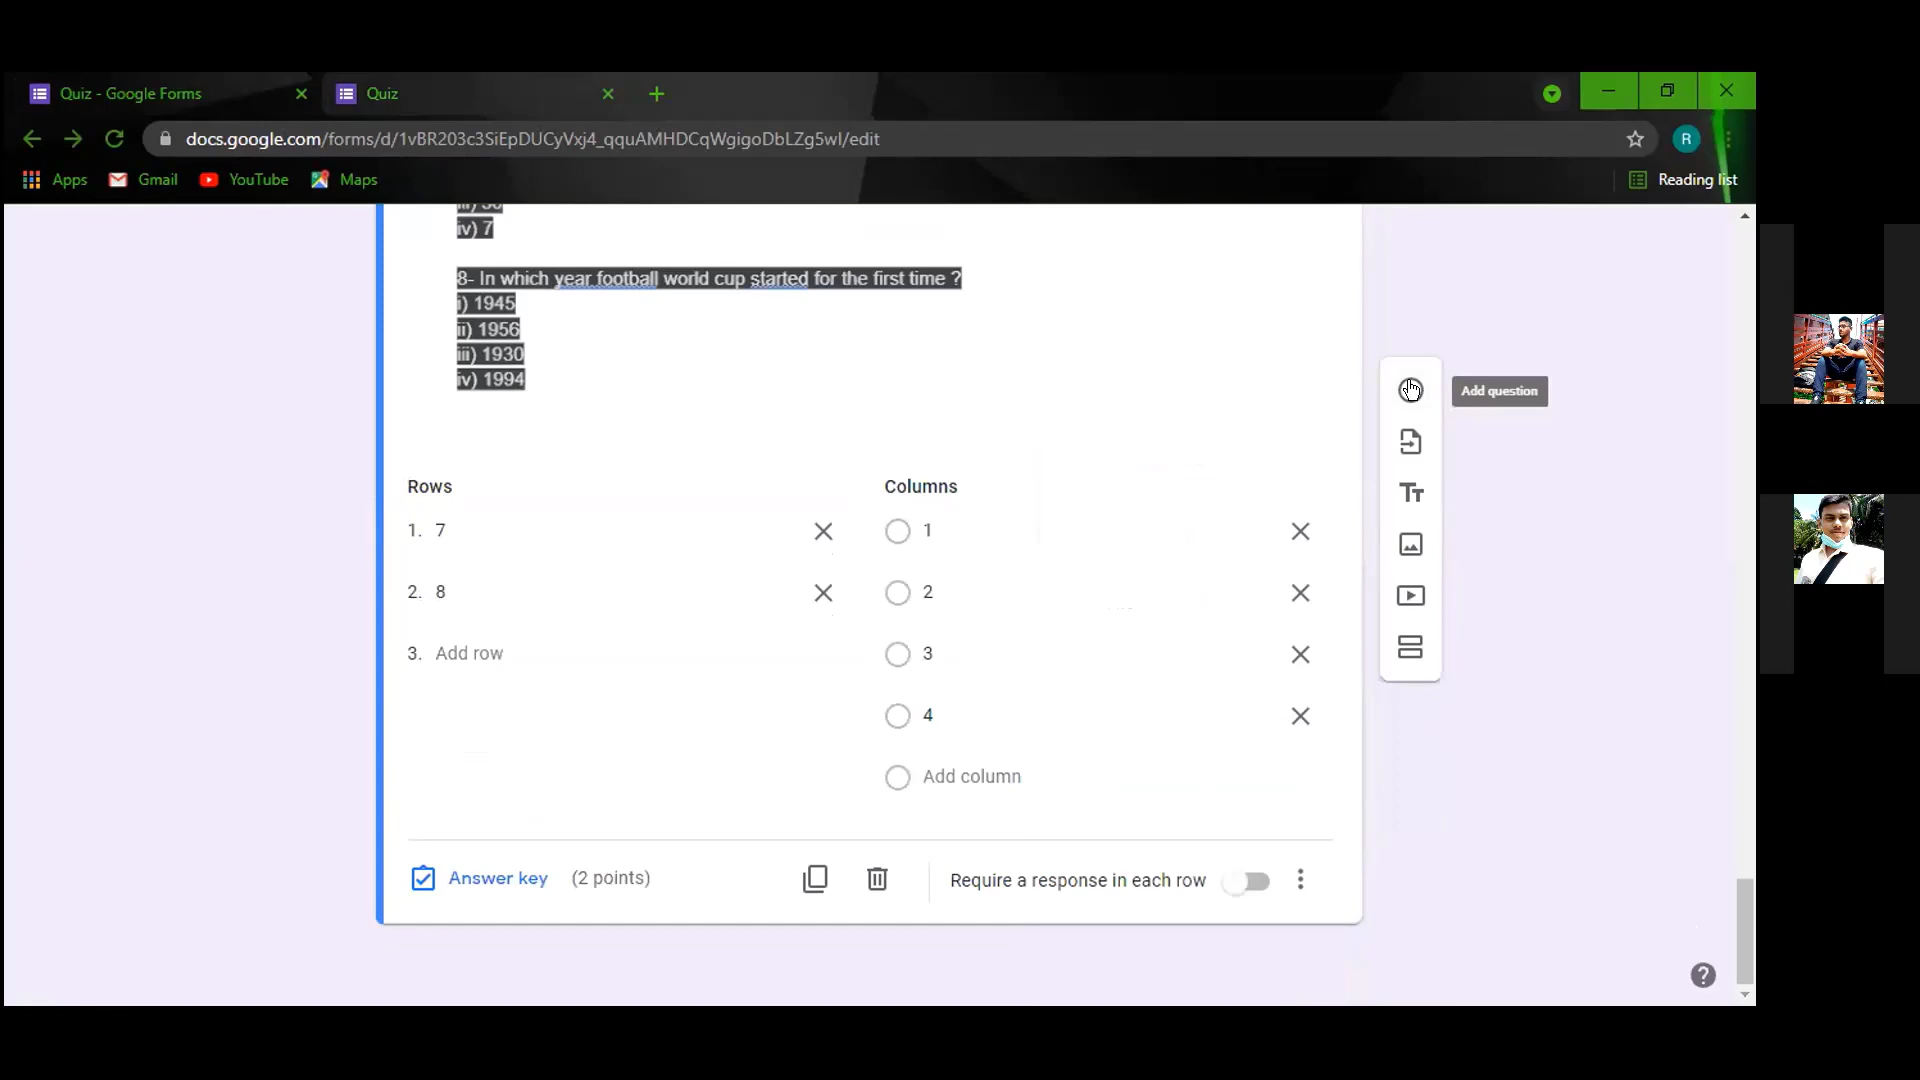 Quiz - Google Forms
Quiz
docs.google.com/forms/d/1vBR203c3SiEpDUCyVxj4_qquAMHDCqWgigoDbLZg5wI/edit
R
Apps
Gmail
YouTube
Maps
Reading list
iv) 7
8- In which year football world cup started for the first time ?
i) 1945
ii) 1956
iii) 1930
iv) 1994
Add question
Rows
Columns
1. 7
1
2. 8
2
3. Add row
3
4
Add column
Answer key
(2 points)
Require a response in each row